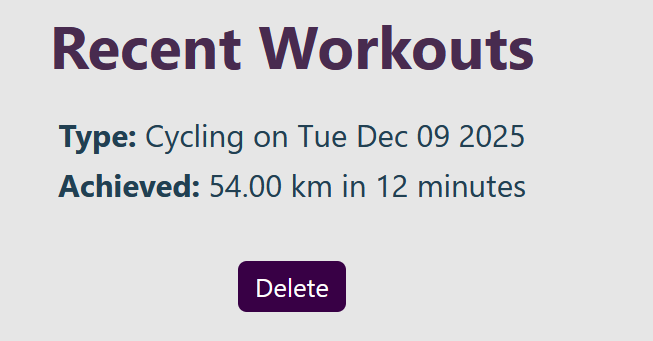 Recent Workouts
Type: Cycling on Tue Dec 09 2025
Achieved: 54.00 km in 12 minutes
Delete